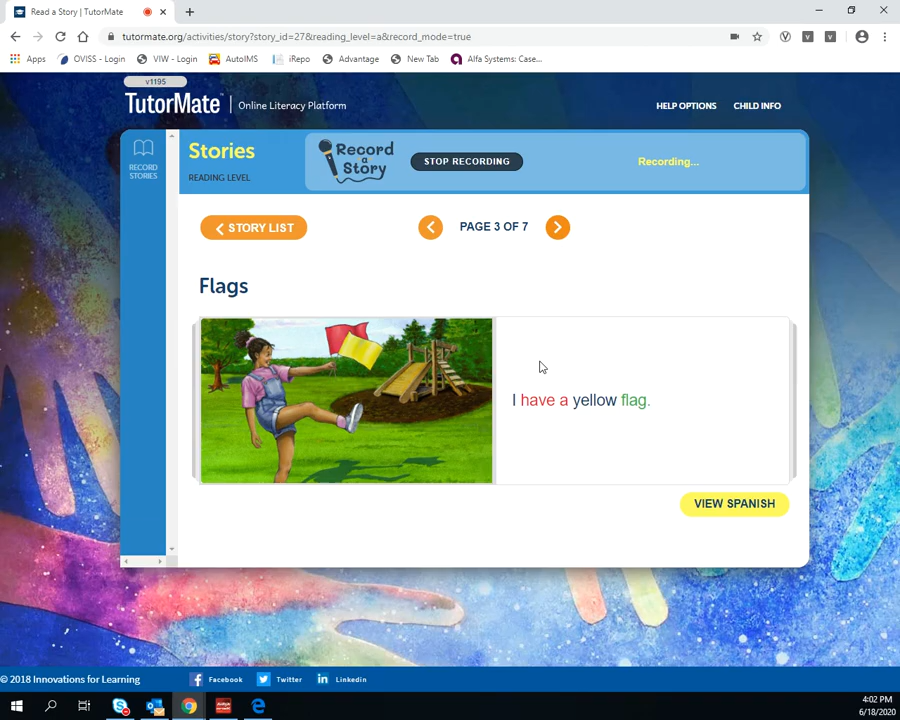 Read a Story | TutorMate
tutormate.org/activities/story?story_id=27&reading_level=a&record_mode=true
Apps OVISS - Login VIW - Login AutoIMS iRepo Advantage New Tab Alfa Systems: Case...
v1195
TutorMate™ | Online Literacy Platform HELP OPTIONS CHILD INFO
RECORD STORIES
Stories
READING LEVEL
Record a Story
STOP RECORDING
Recording...
STORY LIST PAGE 3 OF 7
Flags
I have a yellow flag.
VIEW SPANISH
© 2018 Innovations for Learning Facebook Twitter Linkedin
4:02 PM
6/18/2020